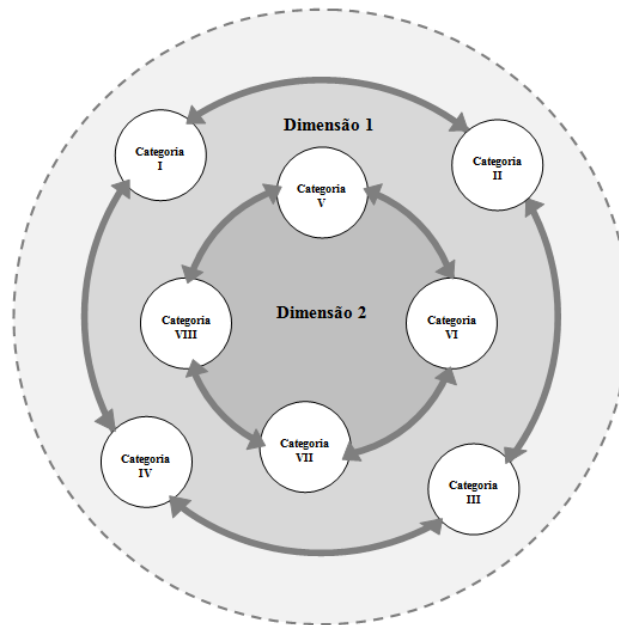 Dimensão 1
Categoria
I
Categoria
II
Categoria
V
Dimensão 2
Categoria
VIII
Categoria
VI
Categoria
VII
Categoria
IV
Categoria
III